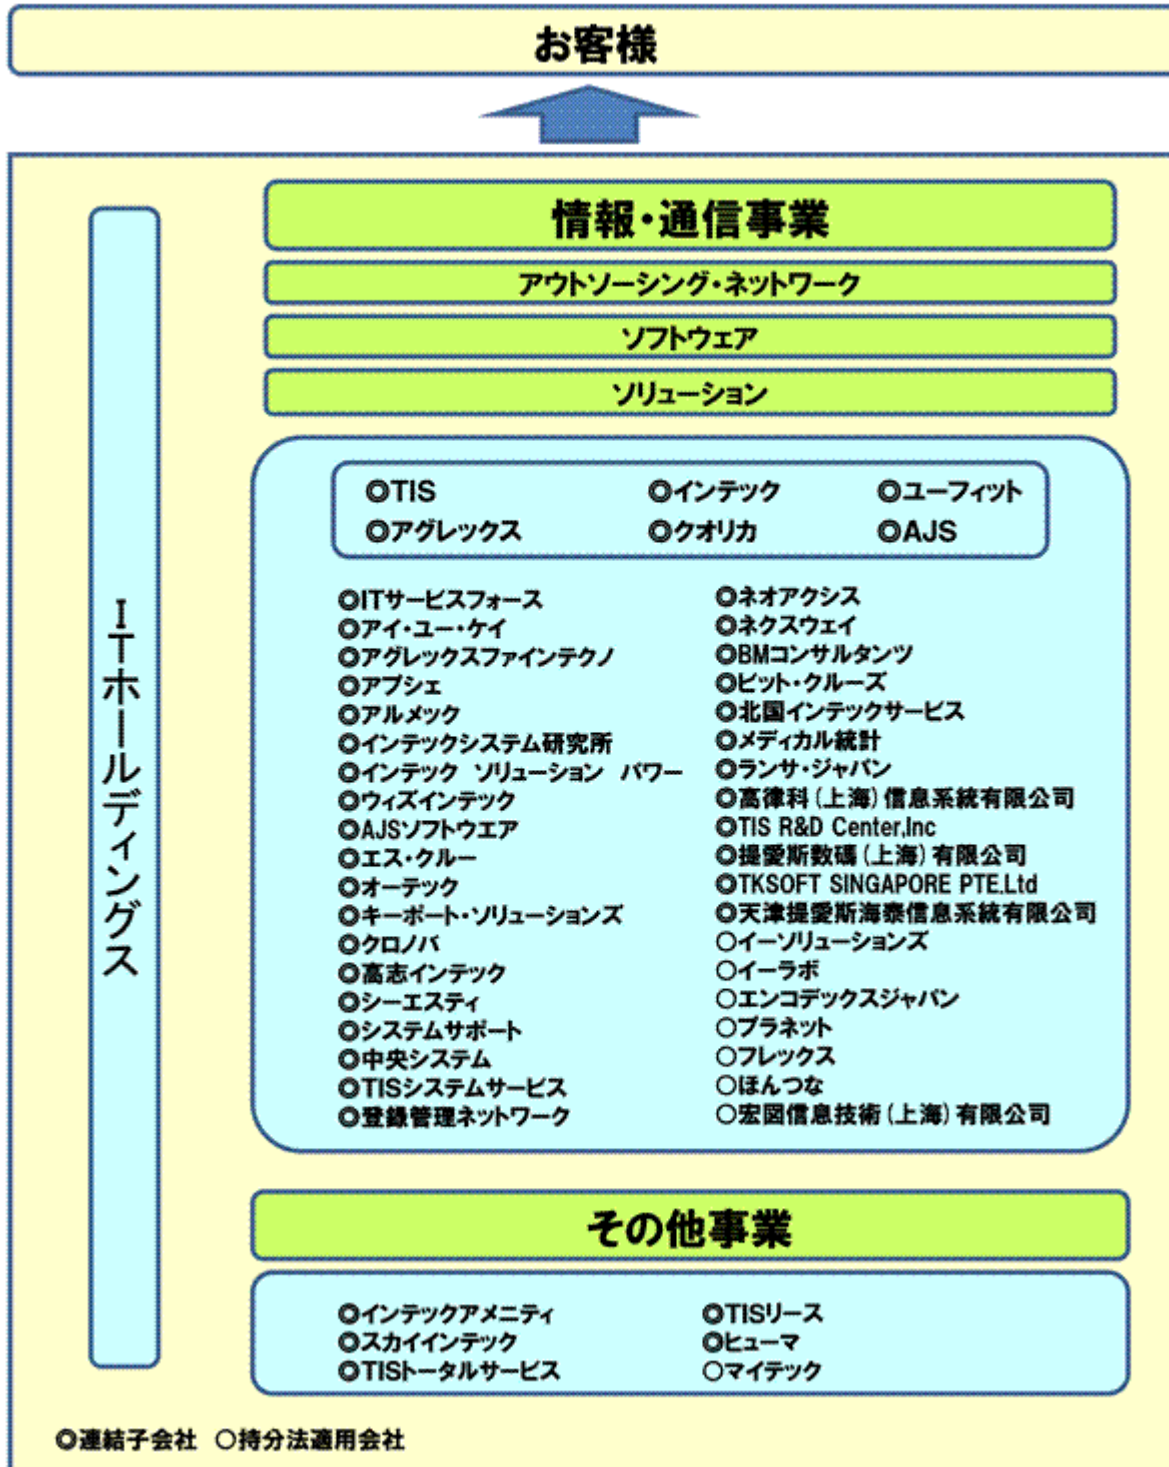 お客様
情報・通信事業
アウトソーシング・ネットワーク
ソフトウェア
ソリューション
ITホールディングス
◎TIS ◎インテック ◎ユーフィット
◎アグレックス ◎クオリカ ◎AJS
◎ITサービスフォース
◎アイ・ユー・ケイ
◎アグレックスファインテクノ
◎アプシェ
◎アルメック
◎インテックシステム研究所
◎インテック ソリューション パワー
◎ウィズインテック
◎AJSソフトウエア
◎エス・クルー
◎オーテック
◎キーポート・ソリューションズ
◎クロノバ
◎高志インテック
◎シーエスティ
◎システムサポート
◎中央システム
◎TISシステムサービス
◎登録管理ネットワーク
◎ネオアクシス
◎ネクスウェイ
◎BMコンサルタンツ
◎ビット・クルーズ
◎北国インテックサービス
◎メディカル統計
◎ランサ・ジャパン
◎高律科(上海)信息系統有限公司
◎TIS R&D Center,Inc
◎提愛斯数碼(上海)有限公司
◎TKSOFT SINGAPORE PTE.Ltd
◎天津提愛斯海泰信息系統有限公司
○イーソリューションズ
○イーラボ
○エンコデックスジャパン
○プラネット
○フレックス
○ほんつな
○宏図信息技術(上海)有限公司
その他事業
◎インテックアメニティ
◎スカイインテック
◎TISトータルサービス
◎TISリース
◎ヒューマ
○マイテック
◎連結子会社 ○持分法適用会社